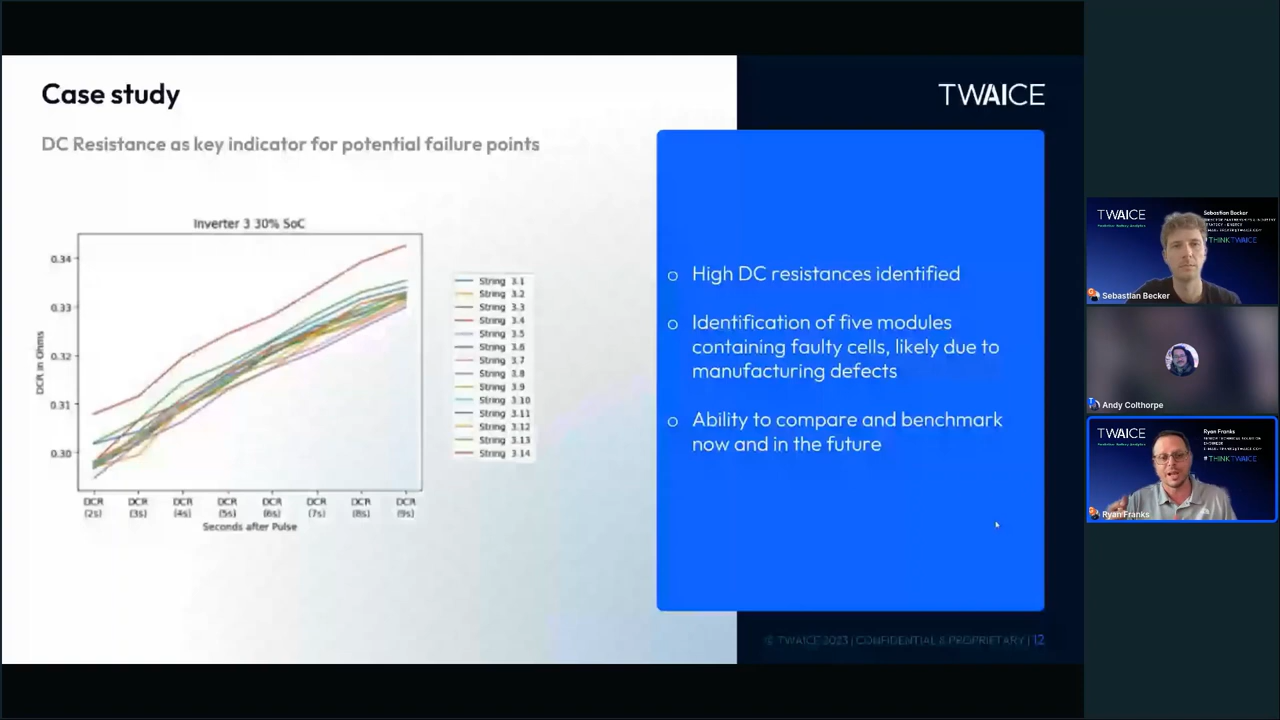 Case study
TWAICE
DC Resistance as key indicator for potential failure points
Inverter 3 30% SoC
DCR in Ohms
0.34
0.33
0.32
0.31
0.30
DCR DCR DCR DCR DCR DCR DCR DCR
(2s) (3s) (4s) (5s) (6s) (7s) (8s) (9s)
Seconds after Pulse
String 3.1
String 3.2
String 3.3
String 3.4
String 3.5
String 3.6
String 3.7
String 3.8
String 3.9
String 3.10
String 3.11
String 3.12
String 3.13
String 3.14
o High DC resistances identified
o Identification of five modules
containing faulty cells, likely due to
manufacturing defects
o Ability to compare and benchmark
now and in the future
© TWAICE 2023 | CONFIDENTIAL & PROPRIETARY | 12
TWAICE
Sebastian Becker
#THINKTWAICE
Sebastian Becker
Andy Colthorpe
TWAICE
Ryan Franks
#THINKTWAICE
Ryan Franks